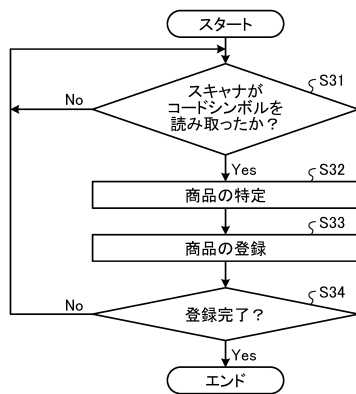 スタート
S31
スキャナが
コードシンボルを
読み取ったか？
No
Yes
S32
商品の特定
S33
商品の登録
S34
登録完了？
No
Yes
エンド